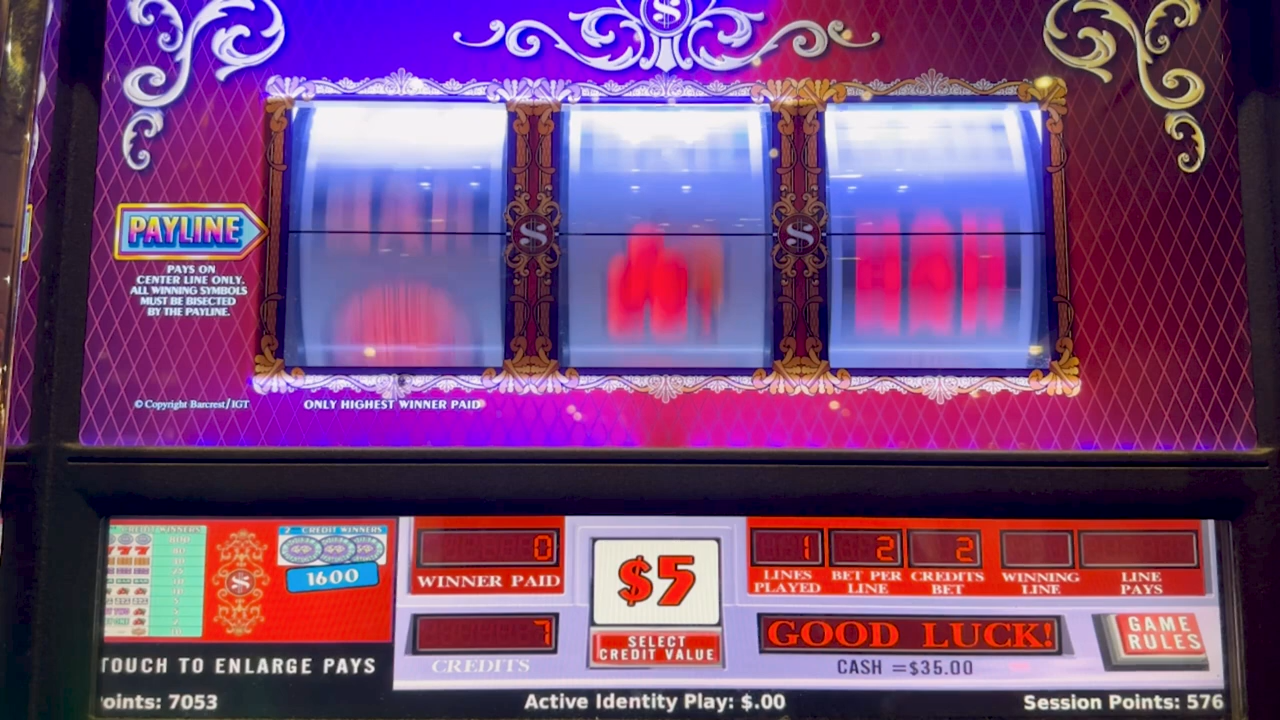 $
PAYLINE
PAYS ON
CENTER LINE ONLY.
ALL WINNING SYMBOLS
MUST BE BISECTED
BY THE PAYLINE.
$
$
© Copyright Barcrest/IGT
ONLY HIGHEST WINNER PAID
CREDIT WINNERS
2 CREDIT WINNERS
1600
TOUCH TO ENLARGE PAYS
0
WINNER PAID
7
CREDITS
$5
SELECT
CREDIT VALUE
1
LINES
PLAYED
2
BET PER
LINE
2
CREDITS
BET
WINNING
LINE
LINE
PAYS
GOOD LUCK!
CASH =$35.00
GAME
RULES
oints: 7053
Active Identity Play: $.00
Session Points: 576